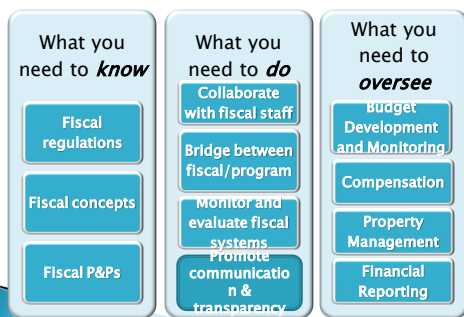 What you
need to know
Fiscal
regulations
Fiscal concepts
Fiscal P&Ps
What you
need to do
Collaborate
with fiscal staff
Bridge between
fiscal/program
Monitor and
evaluate fiscal
systems
Promote
communicatio
n &
transparency
What you
need to
oversee
Budget
Development
and Monitoring
Compensation
Property
Management
Financial
Reporting